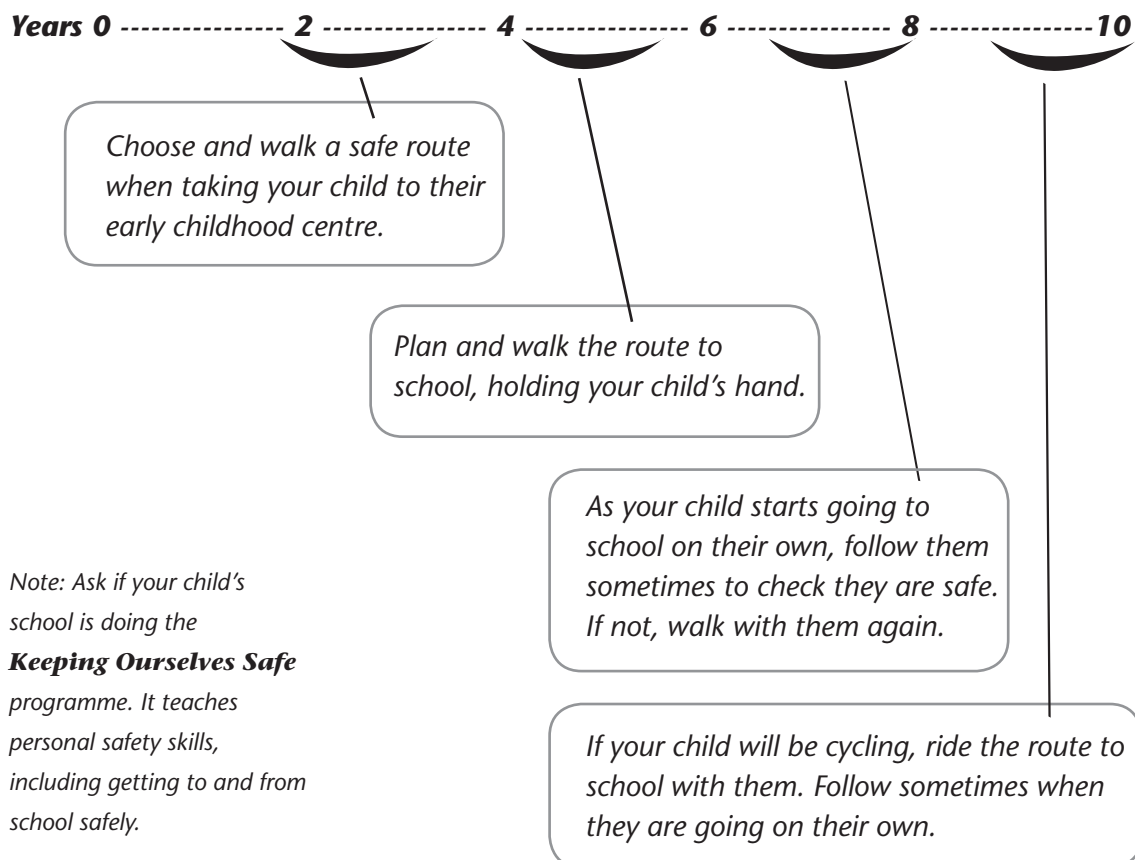 Years 0 ---------------- 2 ---------------- 4 ---------------- 6 ---------------- 8 ---------------- 10
Choose and walk a safe route
when taking your child to their
early childhood centre.
Plan and walk the route to
school, holding your child's hand.
As your child starts going to
school on their own, follow them
sometimes to check they are safe.
If not, walk with them again.
Note: Ask if your child's
school is doing the
Keeping Ourselves Safe
programme. It teaches
personal safety skills,
including getting to and from
school safely.
If your child will be cycling, ride the route to
school with them. Follow sometimes when
they are going on their own.